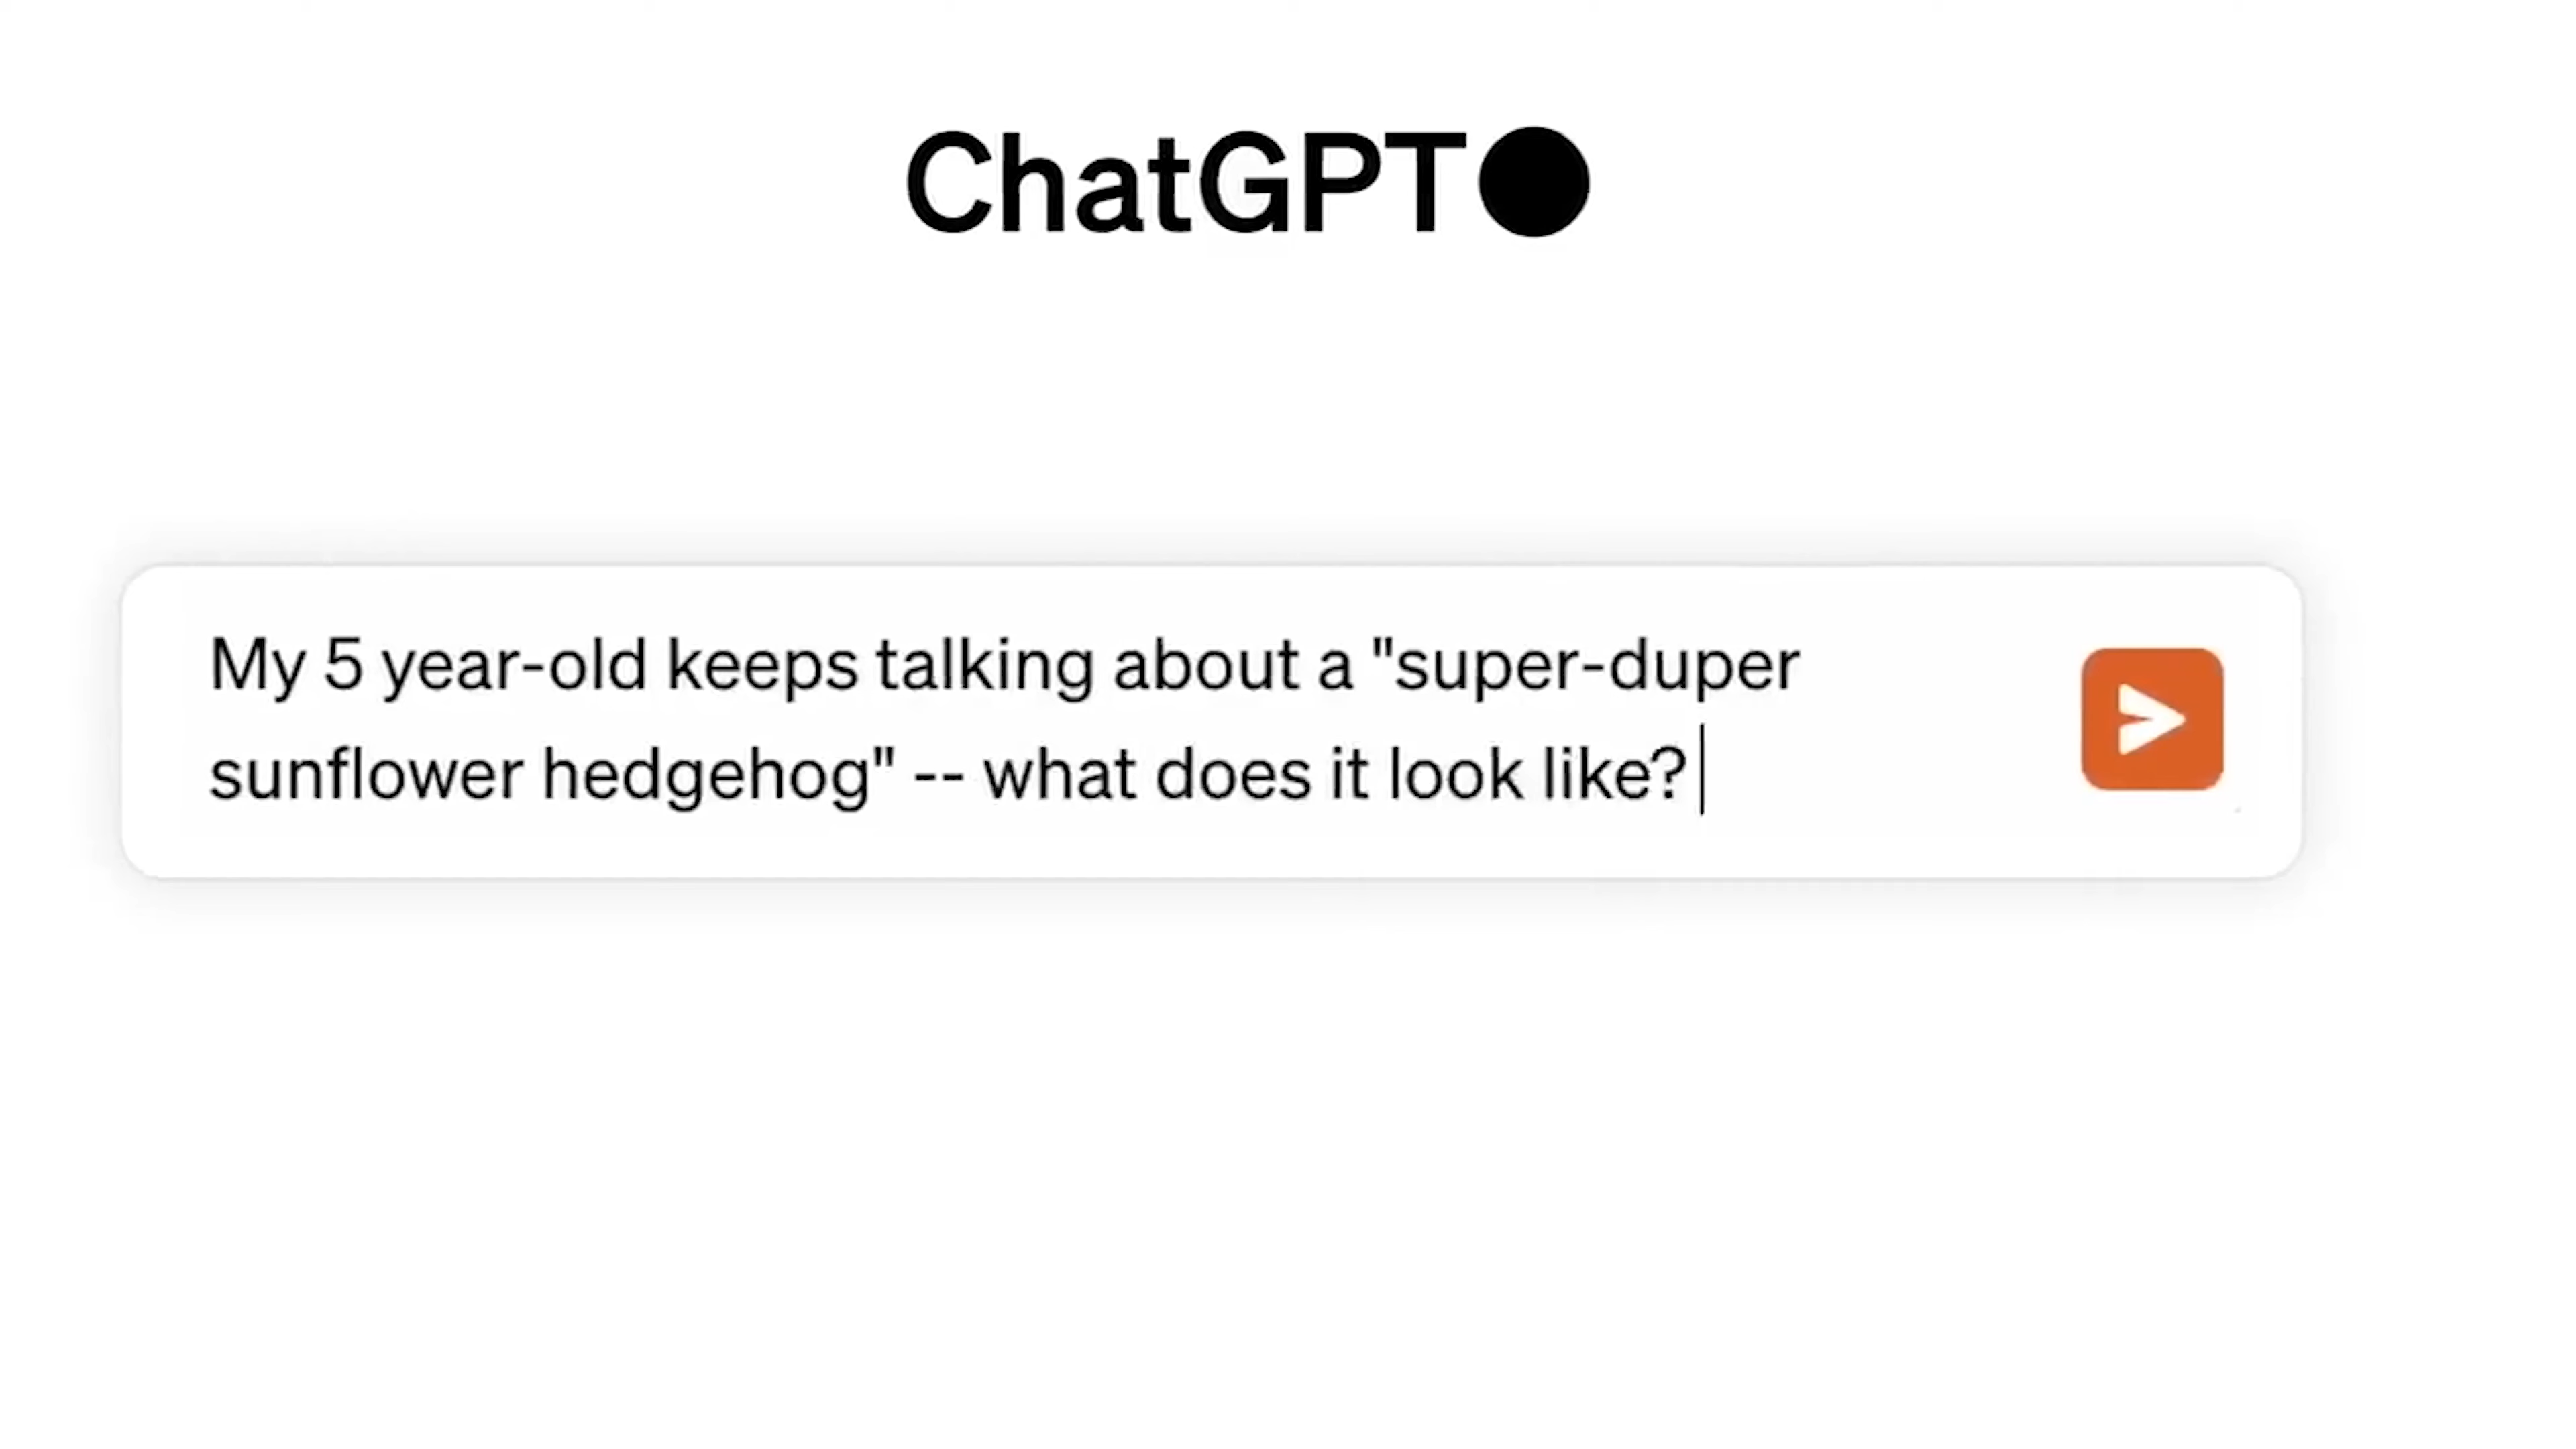 ChatGPT
My 5 year-old keeps talking about a "super-duper
sunflower hedgehog" -- what does it look like?